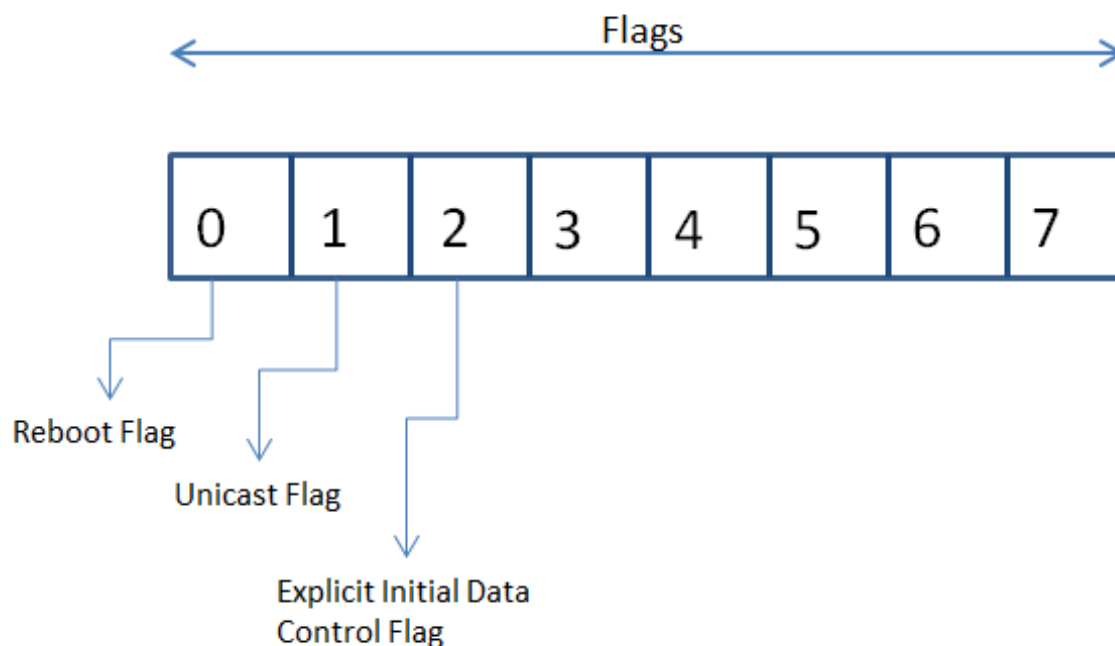 Flags
0 1 2 3 4 5 6 7
Reboot Flag
Unicast Flag
Explicit Initial Data
Control Flag